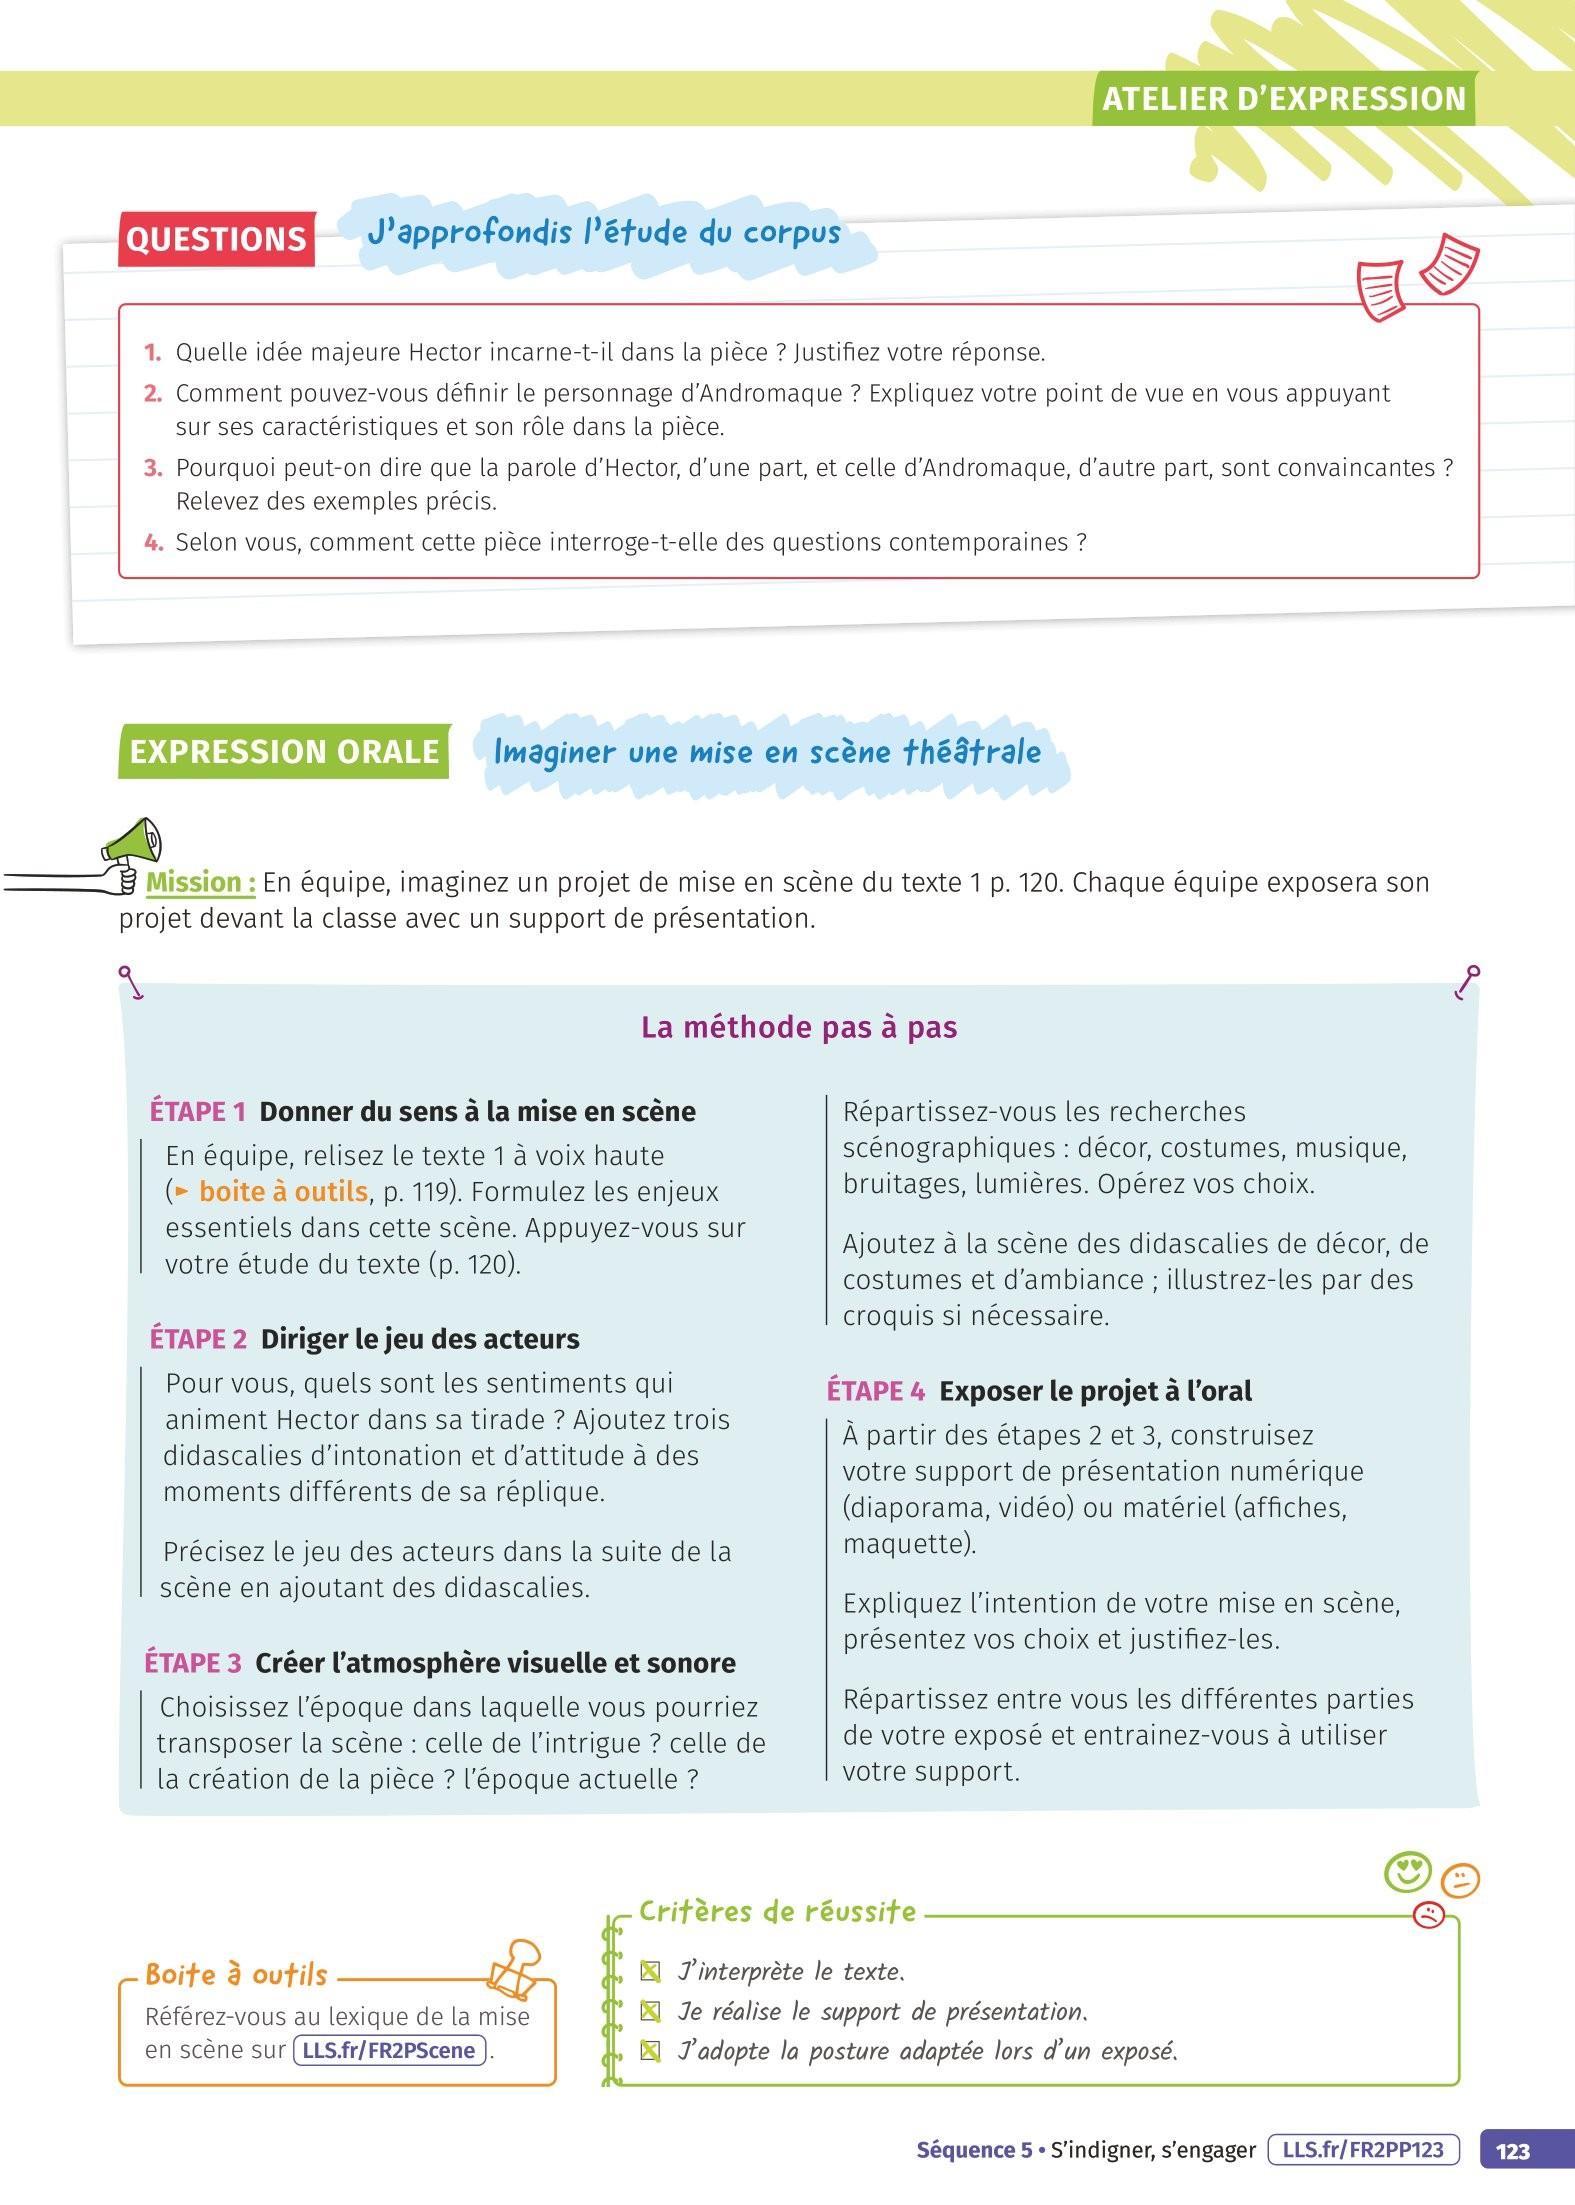 ATELIER D'EXPRESSION
QUESTIONS
J'approfondis l'étude du corpus
1. Quelle idée majeure Hector incarne-t-il dans la pièce ? Justifiez votre réponse.
2. Comment pouvez-vous définir le personnage d'Andromaque ? Expliquez votre point de vue en vous appuyant
sur ses caractéristiques et son rôle dans la pièce.
3. Pourquoi peut-on dire que la parole d'Hector, d'une part, et celle d'Andromaque, d'autre part, sont convaincantes ?
Relevez des exemples précis.
4. Selon vous, comment cette pièce interroge-t-elle des questions contemporaines ?
EXPRESSION ORALE
Imaginer une mise en scène théâtrale
Mission : En équipe, imaginez un projet de mise en scène du texte 1 p. 120. Chaque équipe exposera son
projet devant la classe avec un support de présentation.
La méthode pas à pas
ÉTAPE 1 Donner du sens à la mise en scène
En équipe, relisez le texte 1 à voix haute
(► boite à outils, p. 119). Formulez les enjeux
essentiels dans cette scène. Appuyez-vous sur
votre étude du texte (p. 120).
ÉTAPE 2 Diriger le jeu des acteurs
Pour vous, quels sont les sentiments qui
animent Hector dans sa tirade ? Ajoutez trois
didascalies d'intonation et d'attitude à des
moments différents de sa réplique.
Précisez le jeu des acteurs dans la suite de la
scène en ajoutant des didascalies.
ÉTAPE 3 Créer l'atmosphère visuelle et sonore
Choisissez l'époque dans laquelle vous pourriez
transposer la scène : celle de l'intrigue ? celle de
la création de la pièce ? l'époque actuelle ?
Répartissez-vous les recherches
scénographiques : décor, costumes, musique,
bruitages, lumières. Opérez vos choix.
Ajoutez à la scène des didascalies de décor, de
costumes et d'ambiance ; illustrez-les par des
croquis si nécessaire.
ÉTAPE 4 Exposer le projet à l'oral
À partir des étapes 2 et 3, construisez
votre support de présentation numérique
(diaporama, vidéo) ou matériel (affiches,
maquette).
Expliquez l'intention de votre mise en scène,
présentez vos choix et justifiez-les.
Répartissez entre vous les différentes parties
de votre exposé et entrainez-vous à utiliser
votre support.
Boite à outils
Référez-vous au lexique de la mise
en scène sur LLS.fr/FR2PScene .
Critères de réussite
J'interprète le texte.
Je réalise le support de présentation.
J'adopte la posture adaptée lors d'un exposé.
Séquence 5 • S'indigner, s'engager LLS.fr/FR2PP123 123